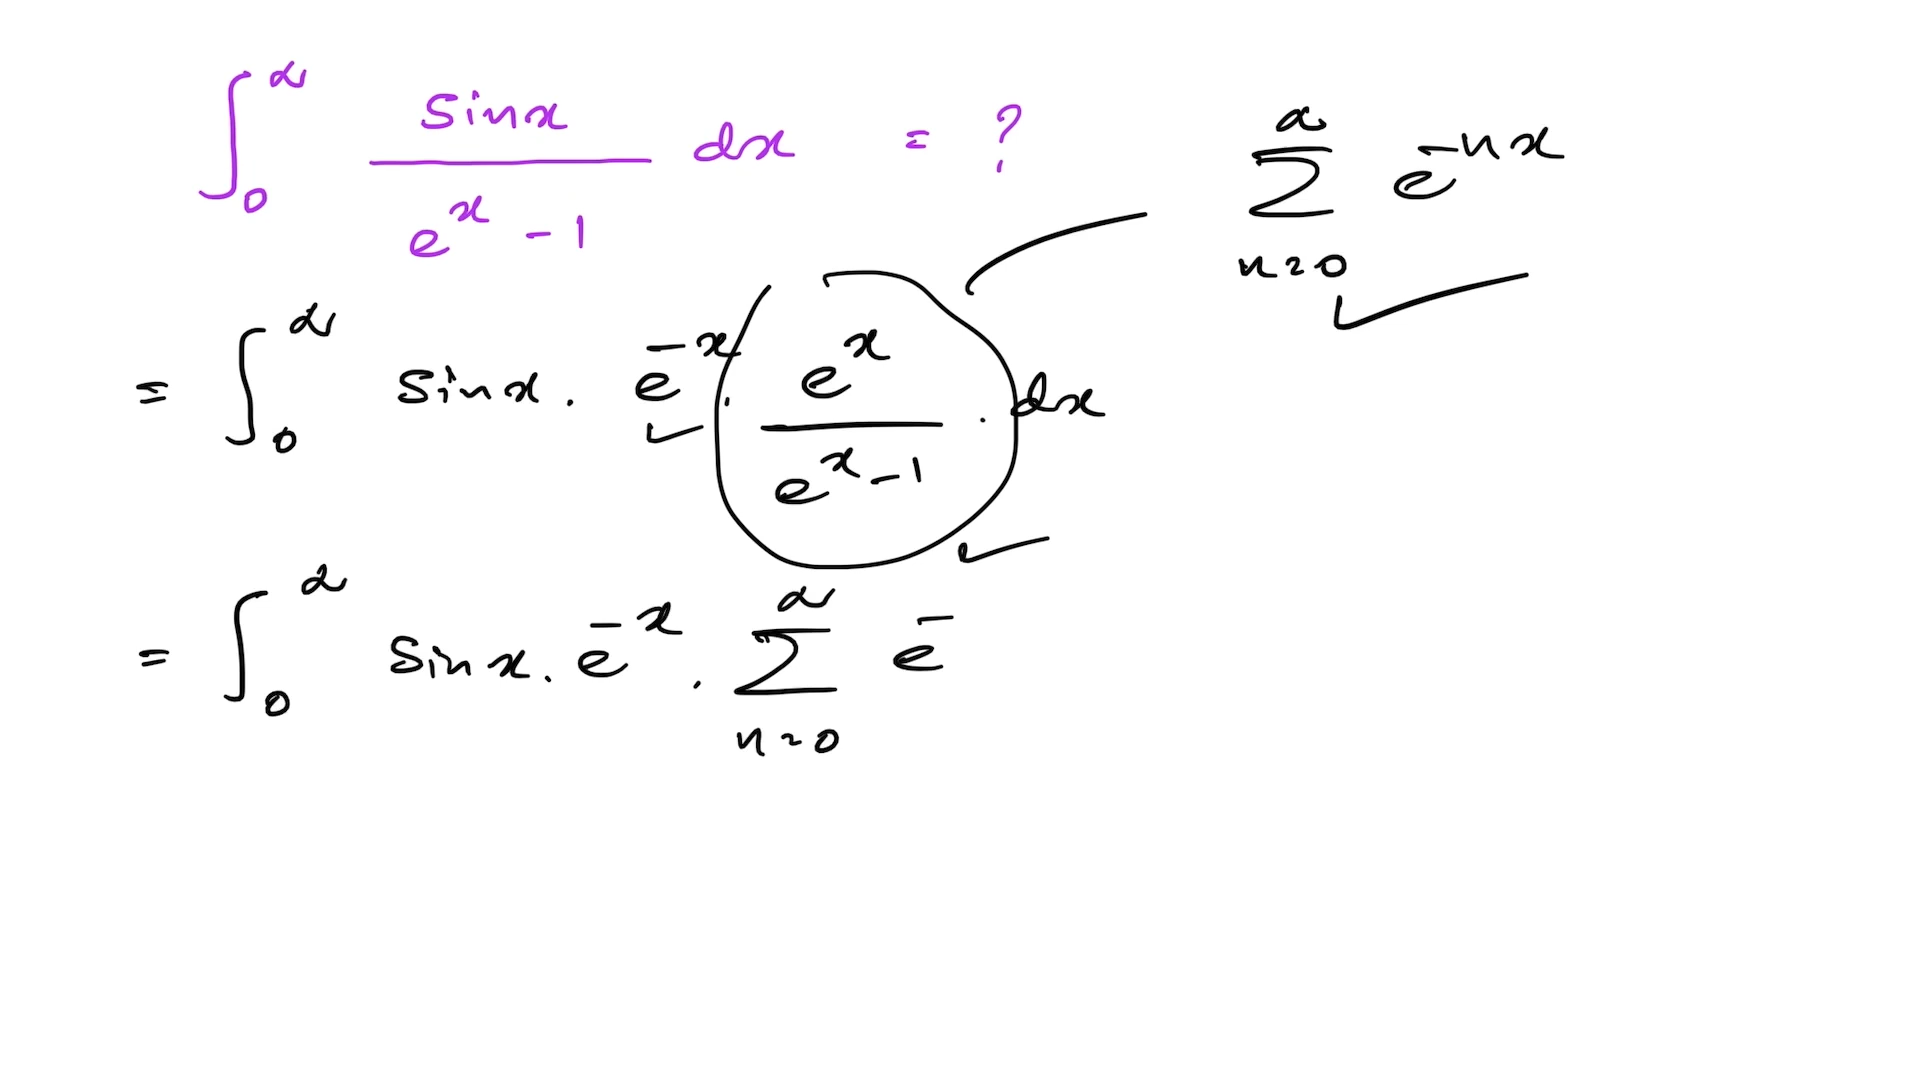 ∫₀^∞ sinx / (e^x - 1) dx = ?
∑_{n=0}^∞ e^{-nx}
= ∫₀^∞ sinx . e^{-x} . e^x / (e^x - 1) . dx
= ∫₀^∞ sinx . e^{-x} . ∑_{n=0}^∞ e^-